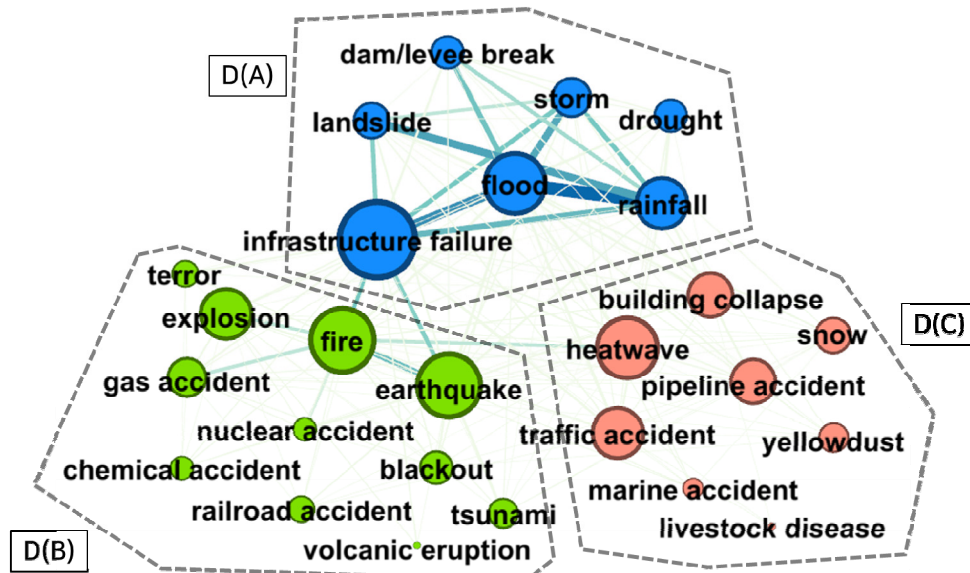 D(A)
dam/levee break
storm
landslide
drought
flood
rainfall
infrastructure failure
D(B)
terror
explosion
fire
gas accident
earthquake
nuclear accident
chemical accident
blackout
railroad accident
tsunami
volcanic eruption
D(C)
building collapse
snow
heatwave
pipeline accident
traffic accident
yellowdust
marine accident
livestock disease